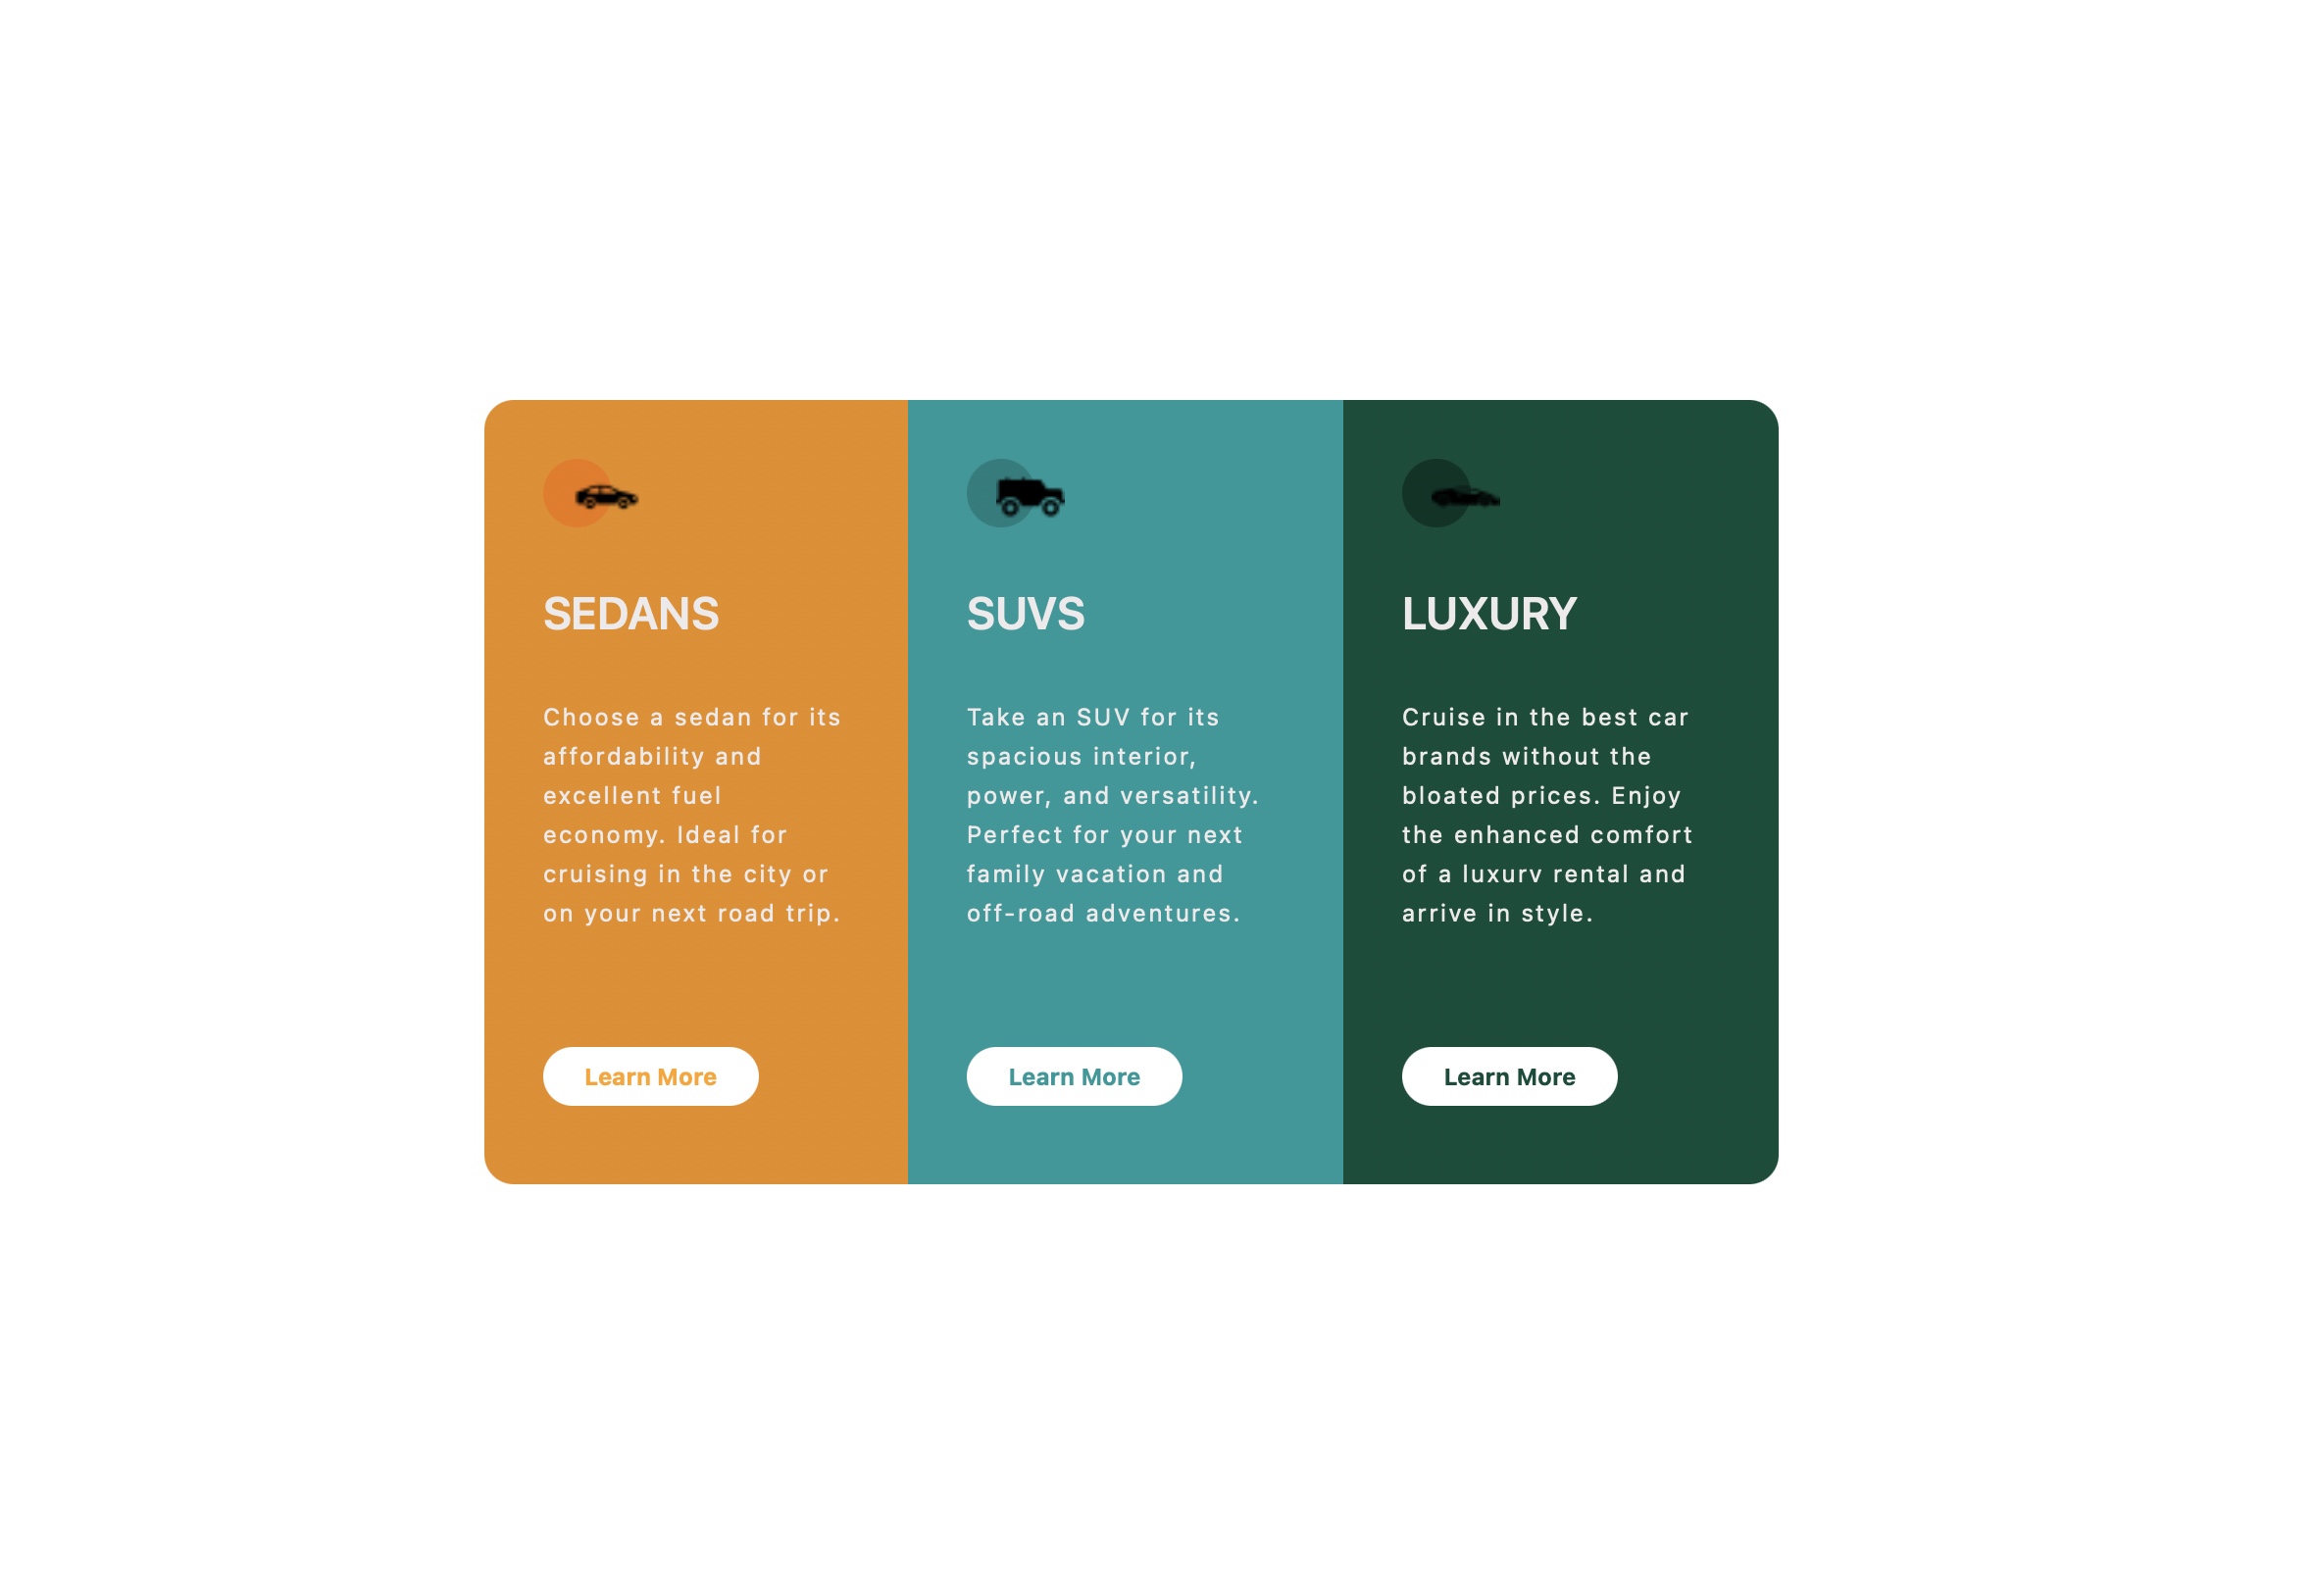 SEDANS
Choose a sedan for its
affordability and
excellent fuel
economy. Ideal for
cruising in the city or
on your next road trip.
Learn More
SUVS
Take an SUV for its
spacious interior,
power, and versatility.
Perfect for your next
family vacation and
off-road adventures.
Learn More
LUXURY
Cruise in the best car
brands without the
bloated prices. Enjoy
the enhanced comfort
of a luxurv rental and
arrive in style.
Learn More